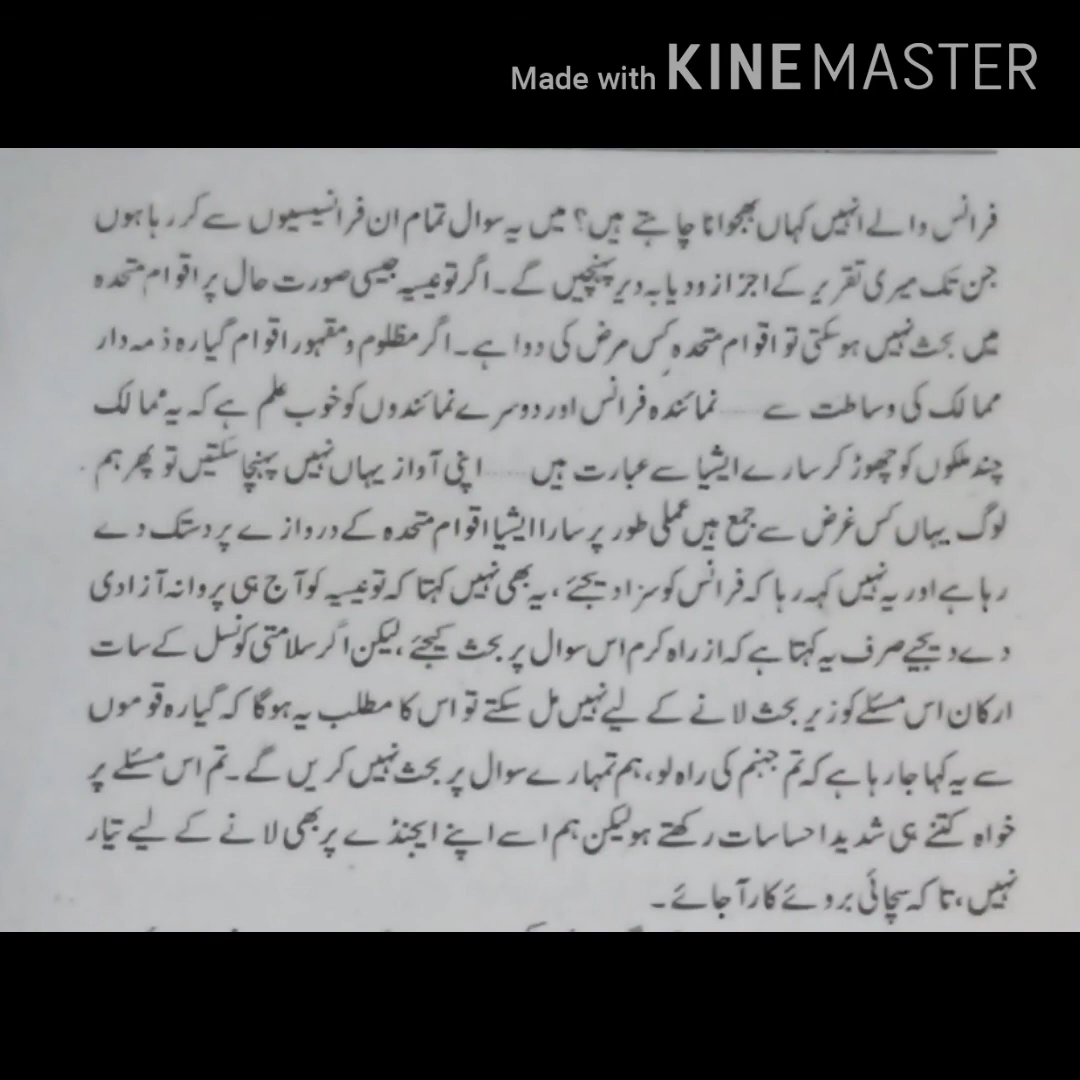 Made with KINEMASTER
فرانس والے انہیں کہاں بھجوانا چاہتے ہیں؟ میں یہ سوال تمام ان فرانسیسیوں سے کر رہا ہوں
جن تک میری تقریر کے اجزا زود یا بہ دیر پہنچیں گے۔ اگر تونیسیہ جیسی صورت حال پر اقوام متحدہ
میں بحث نہیں ہو سکتی تو اقوام متحدہ کس مرض کی دوا ہے۔ اگر مظلوم و مقہور اقوام گیارہ ذمہ دار
ممالک کی وساطت سے ..... نمائندہ فرانس اور دوسرے نمائندوں کو خوب علم ہے کہ یہ ممالک
چند ملکوں کو چھوڑ کر سارے ایشیا سے عبارت ہیں ..... اپنی آواز یہاں نہیں پہنچا سکتیں تو پھر ہم
لوگ یہاں کس غرض سے جمع ہیں عملی طور پر سارا ایشیا اقوام متحدہ کے دروازے پر دستک دے
رہا ہے اور یہ نہیں کہہ رہا کہ فرانس کو سزا دیجئے، یہ بھی نہیں کہتا کہ تونیسیہ کو آج ہی پروانہ آزادی
دے دیجیے صرف یہ کہتا ہے کہ از راہ کرم اس سوال پر بحث کیجئے، لیکن اگر سلامتی کونسل کے سات
ارکان اس مسئلے کو زیر بحث لانے کے لیے نہیں مل سکتے تو اس کا مطلب یہ ہوگا کہ گیارہ قوموں
سے یہ کہا جا رہا ہے کہ تم جہنم کی راہ لو، ہم تمہارے سوال پر بحث نہیں کریں گے۔ تم اس مسئلے پر
خواہ کتنے ہی شدید احساسات رکھتے ہو لیکن ہم اسے اپنے ایجنڈے پر بھی لانے کے لیے تیار
نہیں، تا کہ سچائی بروئے کار آ جائے۔